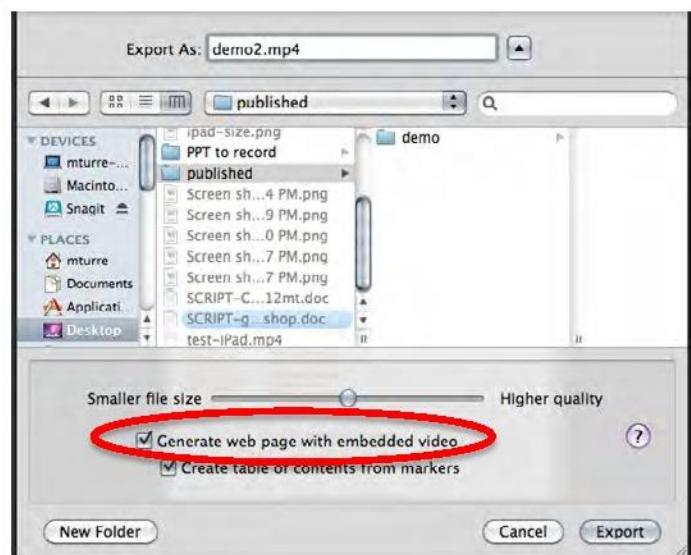 Export As: demo2.mp4
published
DEVICES
mturre-...
Macinto...
Snagit
PLACES
mturre
Documents
Applicati...
Desktop
ipad-size.png
PPT to record
published
Screen sh...4 PM.png
Screen sh...9 PM.png
Screen sh...0 PM.png
Screen sh...7 PM.png
Screen sh...7 PM.png
SCRIPT-C...12mt.doc
SCRIPT-g...shop.doc
test-iPad.mp4
demo
Smaller file size Higher quality
Generate web page with embedded video
?
Create table of contents from markers
New Folder Cancel Export